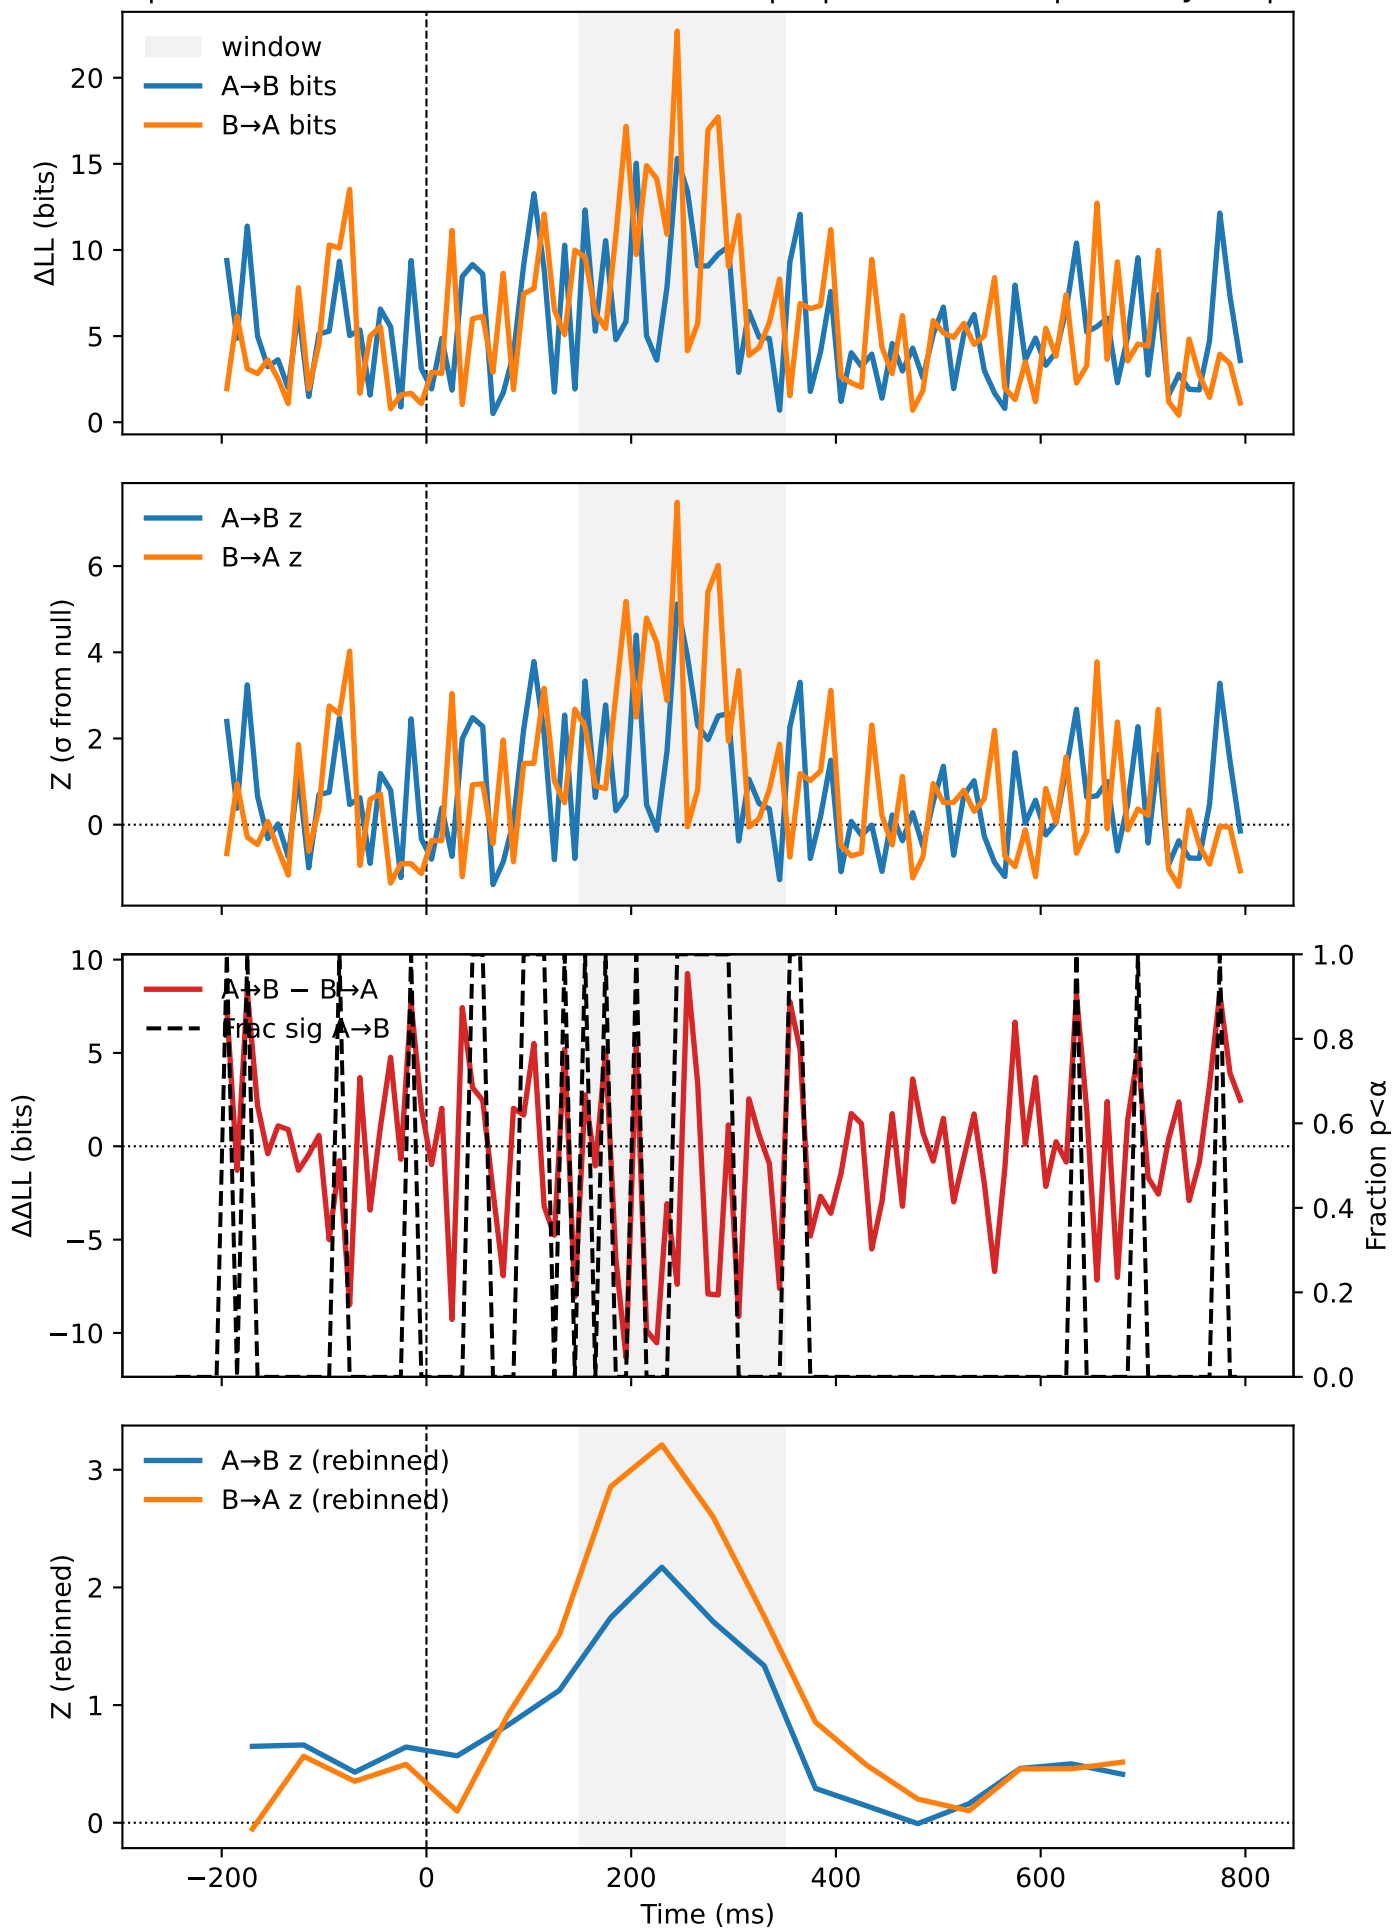 window
A→B bits
B→A bits
ΔLL (bits)
20
15
10
5
0
A→B z
B→A z
Z (σ from null)
6
4
2
0
A→B − B→A
Frac sig A→B
ΔΔLL (bits)
10
5
0
−5
−10
1.0
0.8
0.6
0.4
0.2
0.0
Fraction p<α
A→B z (rebinned)
B→A z (rebinned)
Z (rebinned)
3
2
1
0
−200
0
200
400
600
800
Time (ms)